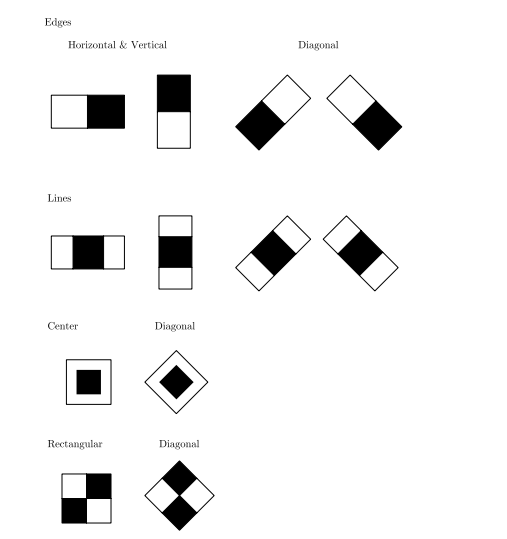 Edges
Horizontal & Vertical
Diagonal
Lines
Center
Diagonal
Rectangular
Diagonal